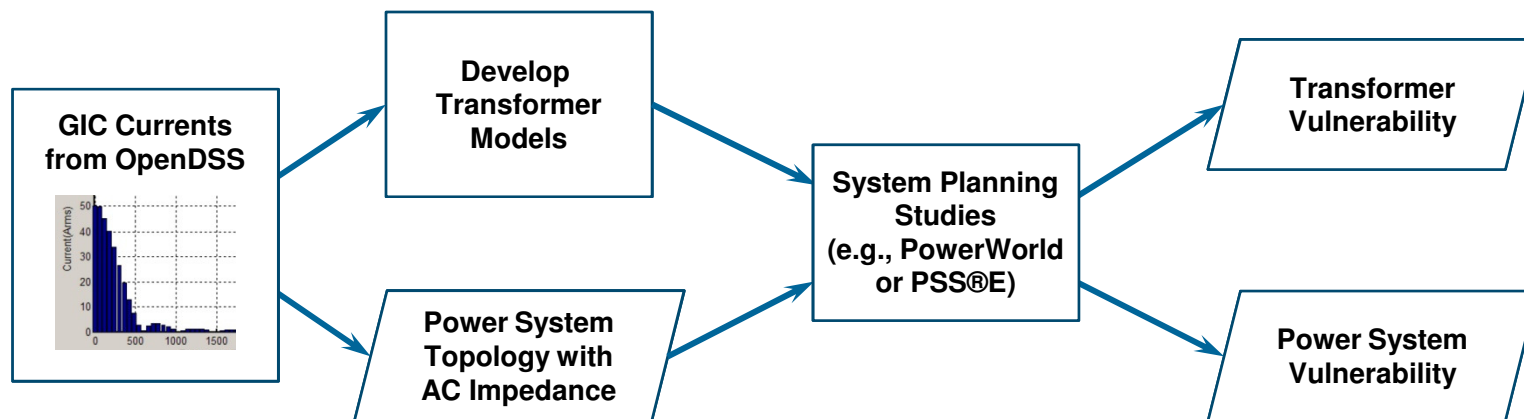 GIC Currents
from OpenDSS
Current(Arms)
50
40
30
20
10
0
0 500 1000 1500
Develop
Transformer
Models
Power System
Topology with
AC Impedance
System Planning
Studies
(e.g., PowerWorld
or PSS®E)
Transformer
Vulnerability
Power System
Vulnerability